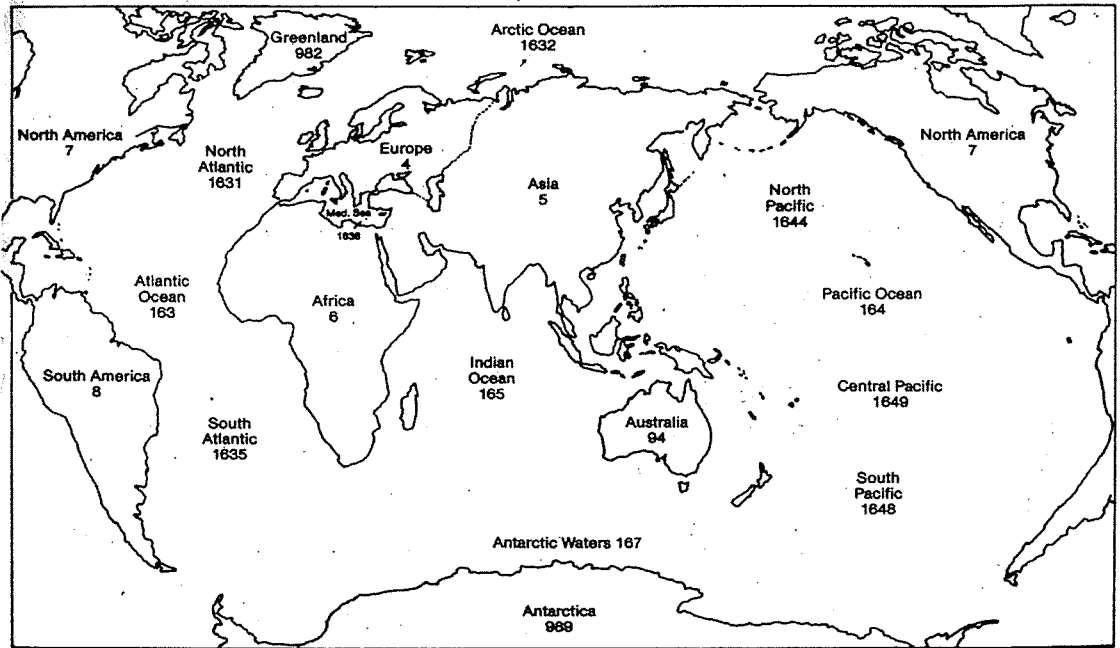 Greenland
982
Arctic Ocean
1632
North America
7
North
Atlantic
1631
Europe
4
Asia
5
North
Pacific
1644
North America
7
Med. Sea
1638
Atlantic
Ocean
163
Africa
6
Pacific Ocean
164
South America
8
Indian
Ocean
165
Central Pacific
1649
South
Atlantic
1635
Australia
94
South
Pacific
1648
Antarctic Waters 167
Antarctica
989